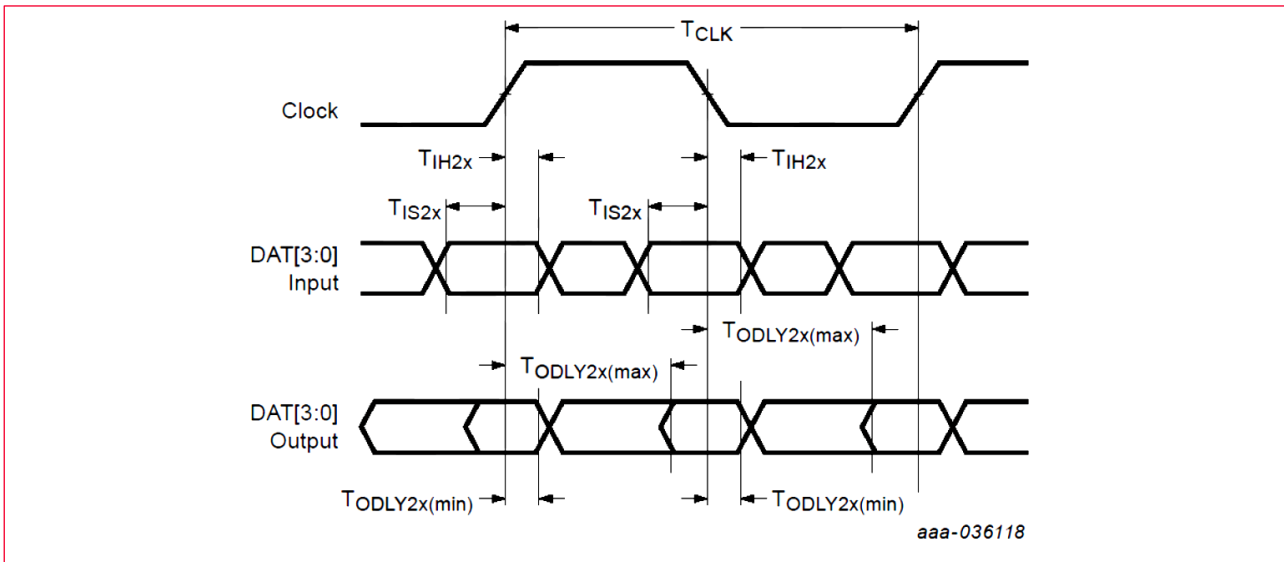 TCLK
Clock
TIH2x
TIH2x
TIS2x
TIS2x
DAT[3:0]
Input
TODLY2x(max)
TODLY2x(max)
DAT[3:0]
Output
TODLY2x(min)
TODLY2x(min)
aaa-036118